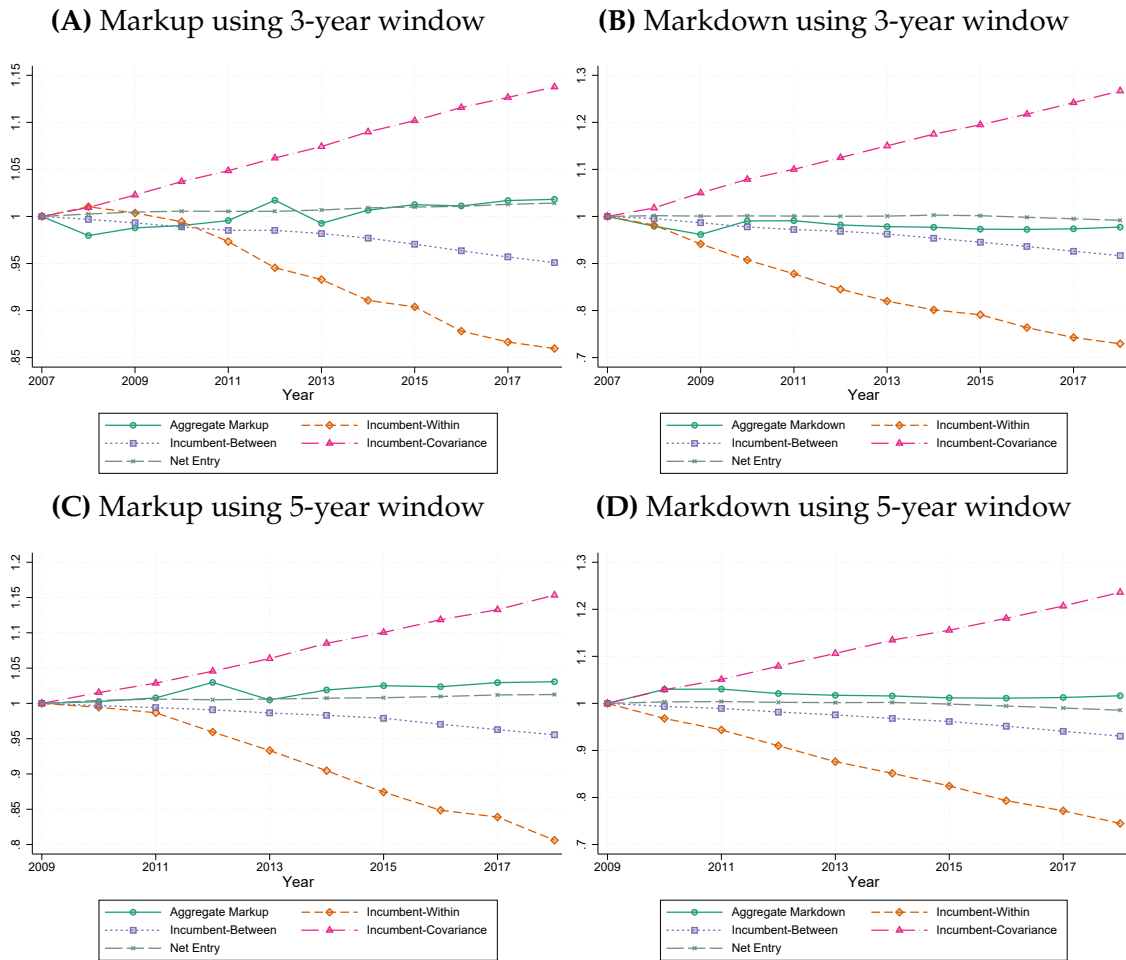 (A) Markup using 3-year window
1.15
1.1
1.05
1
.95
.9
.85
2007 2009 2011 2013 2015 2017
Year
Aggregate Markup Incumbent-Within
Incumbent-Between Incumbent-Covariance
Net Entry
(B) Markdown using 3-year window
1.3
1.2
1.1
1
.9
.8
.7
2007 2009 2011 2013 2015 2017
Year
Aggregate Markdown Incumbent-Within
Incumbent-Between Incumbent-Covariance
Net Entry
(C) Markup using 5-year window
1.2
1.15
1.1
1.05
1
.95
.9
.85
.8
2009 2011 2013 2015 2017
Year
Aggregate Markup Incumbent-Within
Incumbent-Between Incumbent-Covariance
Net Entry
(D) Markdown using 5-year window
1.3
1.2
1.1
1
.9
.8
.7
2009 2011 2013 2015 2017
Year
Aggregate Markdown Incumbent-Within
Incumbent-Between Incumbent-Covariance
Net Entry